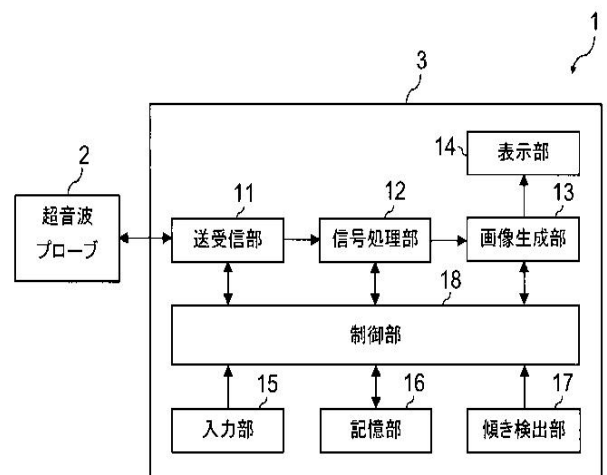 1
3
2
超音波
プローブ
14
表示部
11
送受信部
12
信号処理部
13
画像生成部
18
制御部
15
入力部
16
記憶部
17
傾き検出部